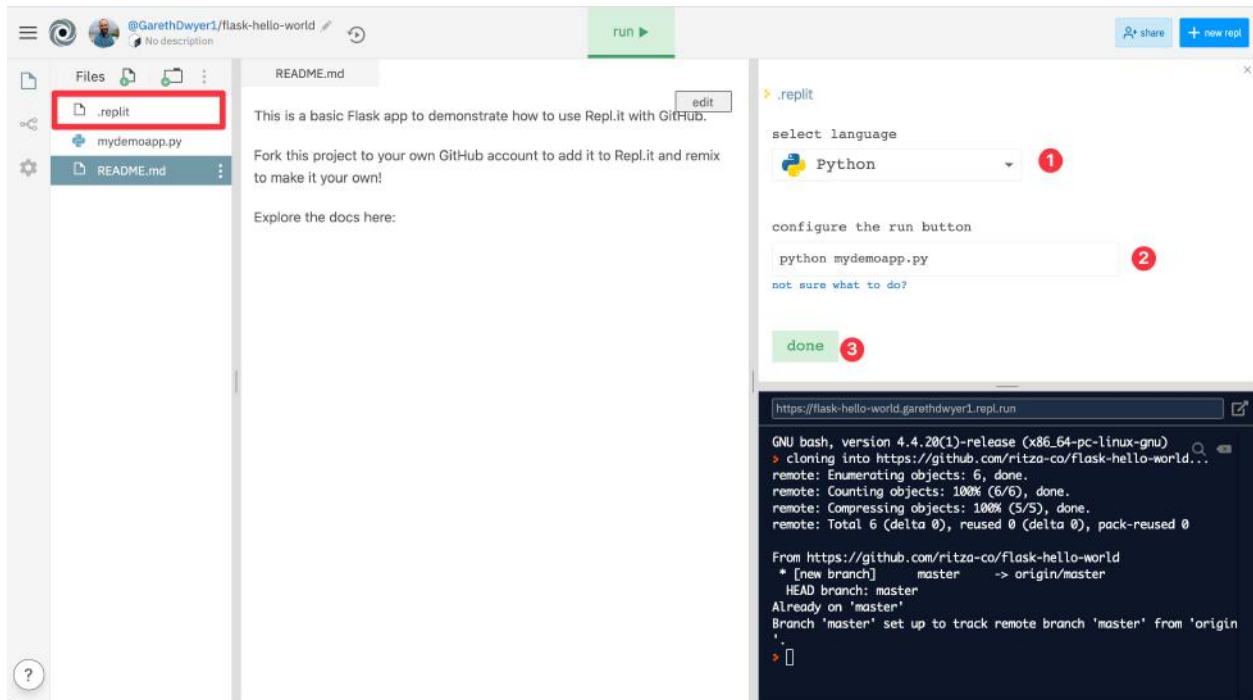 @GarethDwyer1/flask-hello-world
No description
run
share
+ new repl
Files
.replit
mydemoapp.py
README.md
README.md
edit
This is a basic Flask app to demonstrate how to use Repl.it with GitHub.
Fork this project to your own GitHub account to add it to Repl.it and remix
to make it your own!
Explore the docs here:
.replit
select language
Python
1
configure the run button
python mydemoapp.py
2
not sure what to do?
done
3
https://flask-hello-world.garethdwyer1.repl.run
GNU bash, version 4.4.20(1)-release (x86_64-pc-linux-gnu)
> cloning into https://github.com/ritza-co/flask-hello-world...
remote: Enumerating objects: 6, done.
remote: Counting objects: 100% (6/6), done.
remote: Compressing objects: 100% (5/5), done.
remote: Total 6 (delta 0), reused 0 (delta 0), pack-reused 0
From https://github.com/ritza-co/flask-hello-world
* [new branch] master -> origin/master
HEAD branch: master
Already on 'master'
Branch 'master' set up to track remote branch 'master' from 'origin
'.
>
?